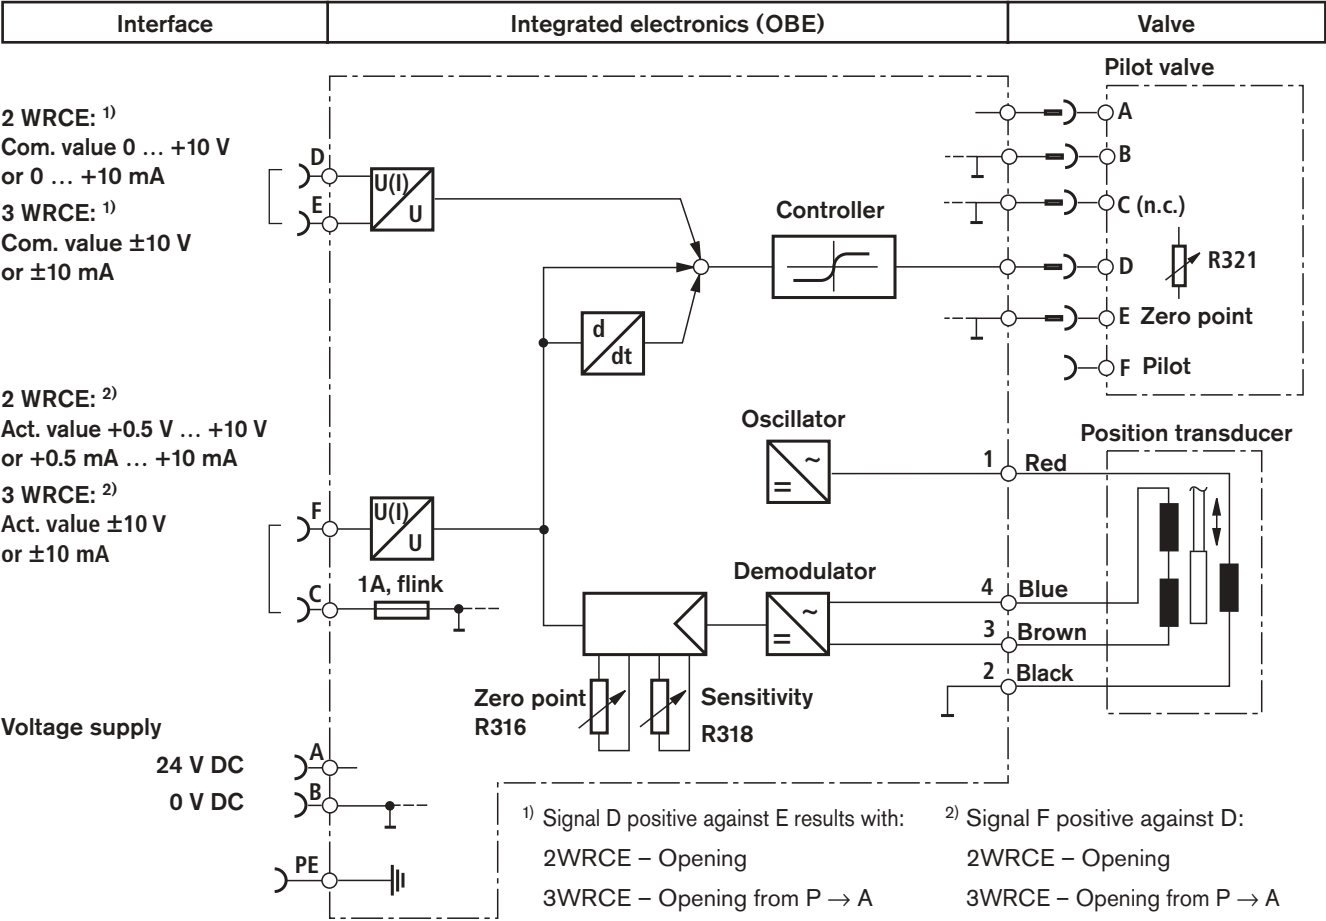 Interface
Integrated electronics (OBE)
Valve
2 WRCE: 1)
Com. value 0 … +10 V
or 0 … +10 mA
3 WRCE: 1)
Com. value ±10 V
or ±10 mA
D
E
U(I)
U
Controller
d
dt
Pilot valve
A
B
C (n.c.)
D
R321
E Zero point
F Pilot
2 WRCE: 2)
Act. value +0.5 V … +10 V
or +0.5 mA … +10 mA
3 WRCE: 2)
Act. value ±10 V
or ±10 mA
F
C
U(I)
U
1A, flink
Oscillator
~
=
Demodulator
~
=
Zero point
R316
Sensitivity
R318
Position transducer
1 Red
4 Blue
3 Brown
2 Black
Voltage supply
24 V DC
A
0 V DC
B
PE
1) Signal D positive against E results with:
2WRCE – Opening
3WRCE – Opening from P → A
2) Signal F positive against D:
2WRCE – Opening
3WRCE – Opening from P → A